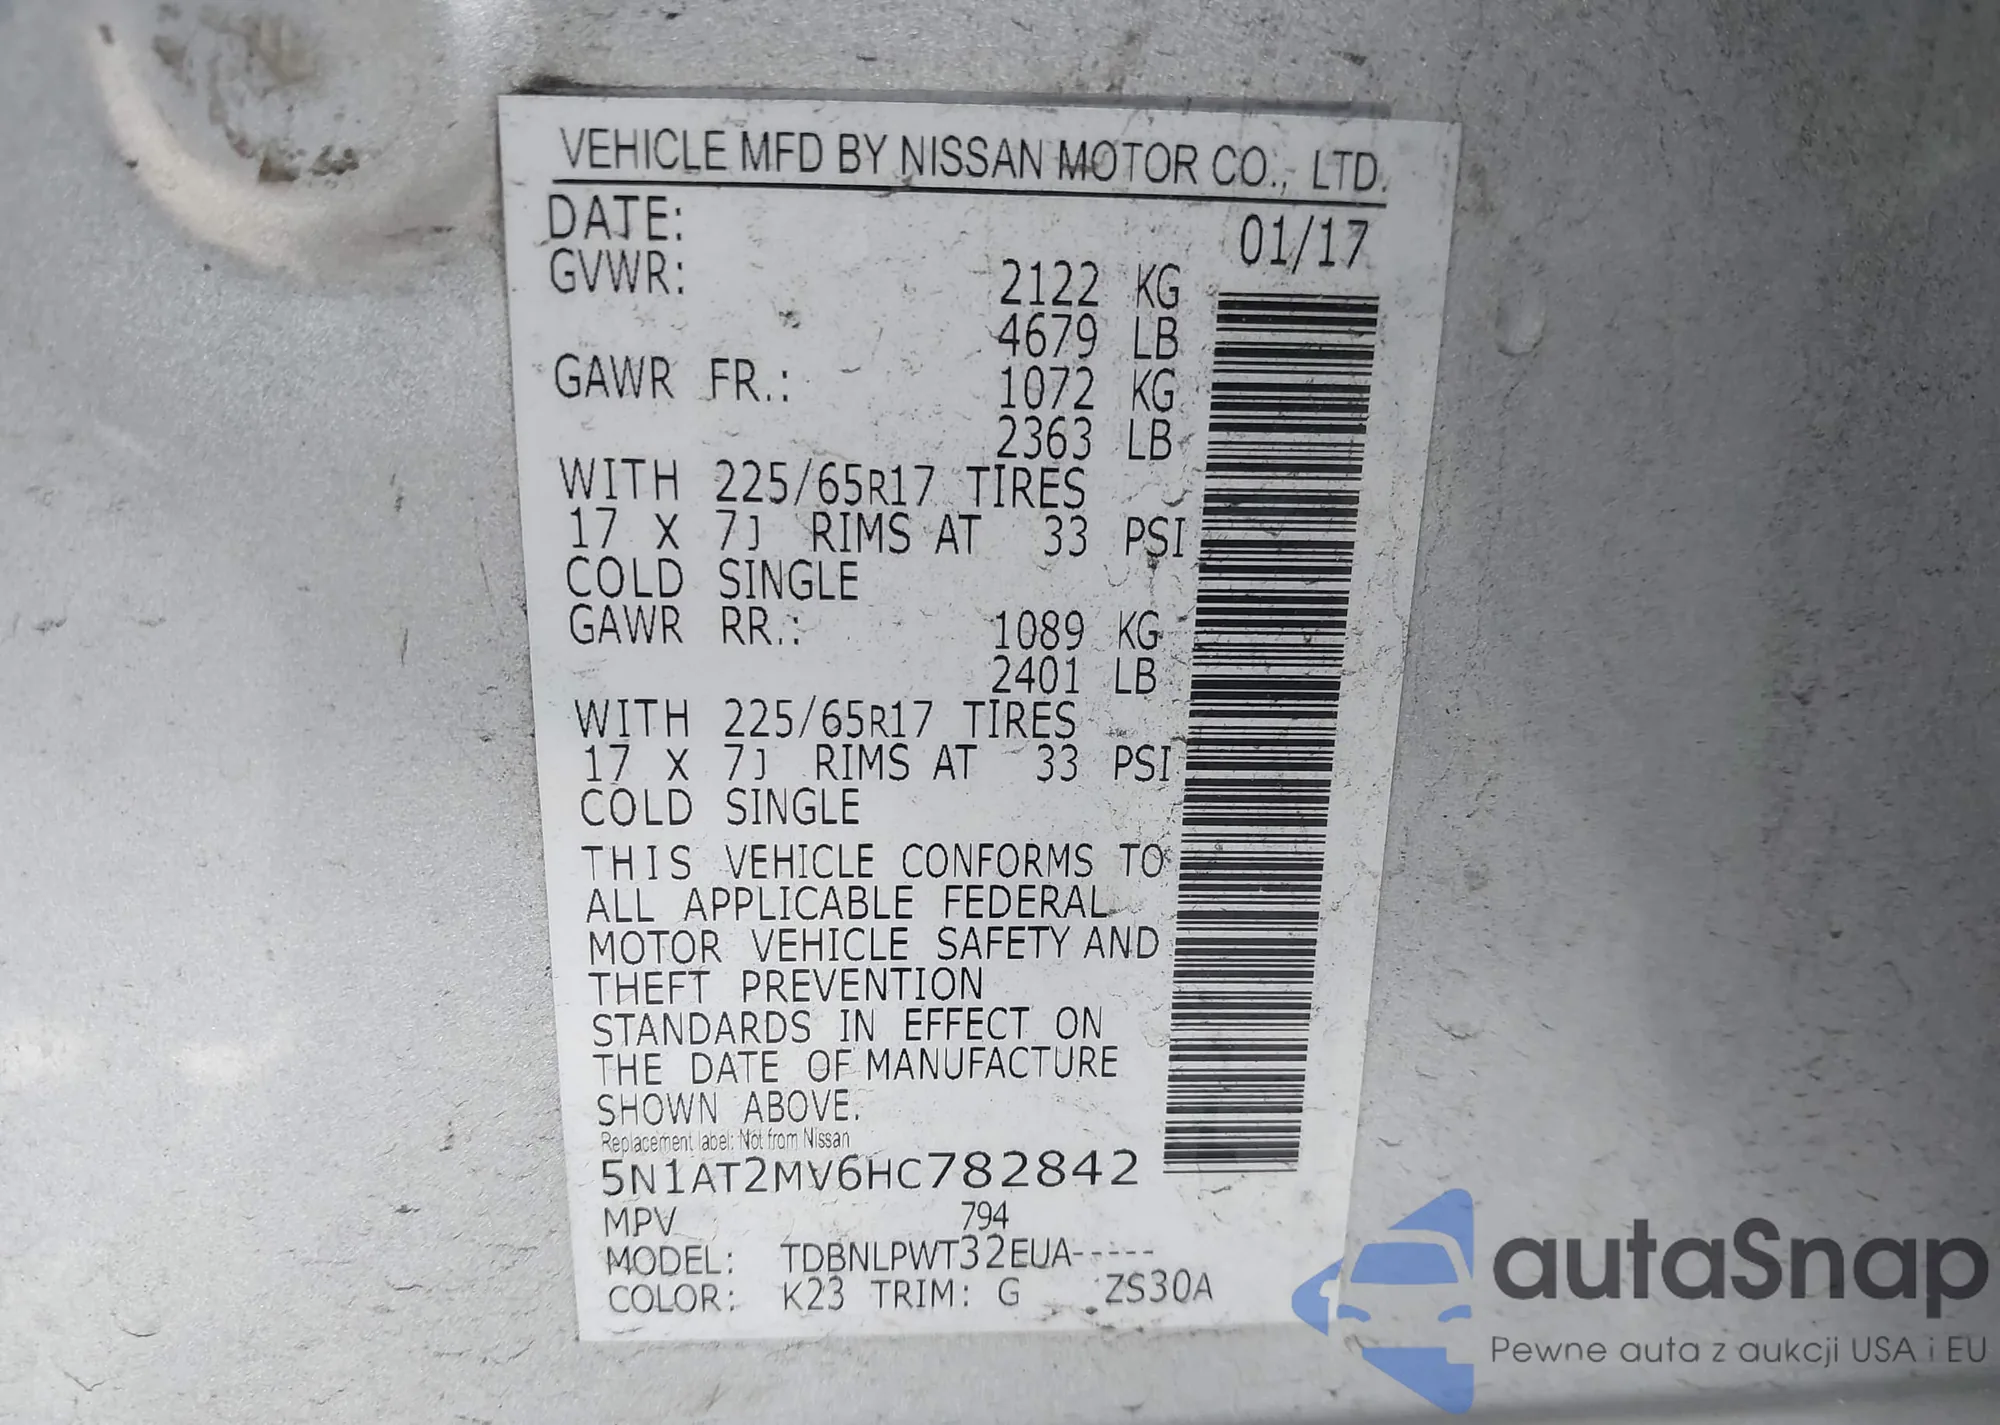 VEHICLE MFD BY NISSAN MOTOR CO., LTD.
DATE: 01/17
GVWR: 2122 KG
4679 LB
GAWR FR.: 1072 KG
2363 LB
WITH 225/65R17 TIRES
17 X 7J RIMS AT 33 PSI
COLD SINGLE
GAWR RR.: 1089 KG
2401 LB
WITH 225/65R17 TIRES
17 X 7J RIMS AT 33 PSI
COLD SINGLE
THIS VEHICLE CONFORMS TO
ALL APPLICABLE FEDERAL
MOTOR VEHICLE SAFETY AND
THEFT PREVENTION
STANDARDS IN EFFECT ON
THE DATE OF MANUFACTURE
SHOWN ABOVE.
Replacement label: Not from Nissan
5N1AT2MV6HC782842
MPV 794
MODEL: TDBNLPWT32EUA-----
COLOR: K23 TRIM: G ZS30A
autaSnap
Pewne auta z aukcji USA i EU